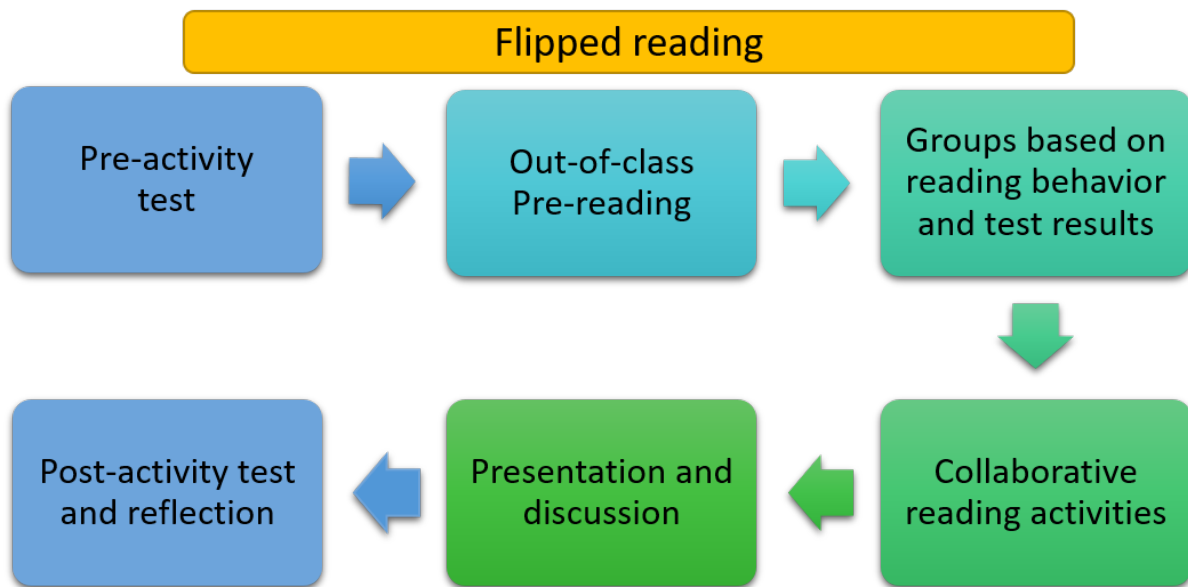 Flipped reading
Pre-activity
test
Out-of-class
Pre-reading
Groups based on
reading behavior
and test results
Collaborative
reading activities
Presentation and
discussion
Post-activity test
and reflection